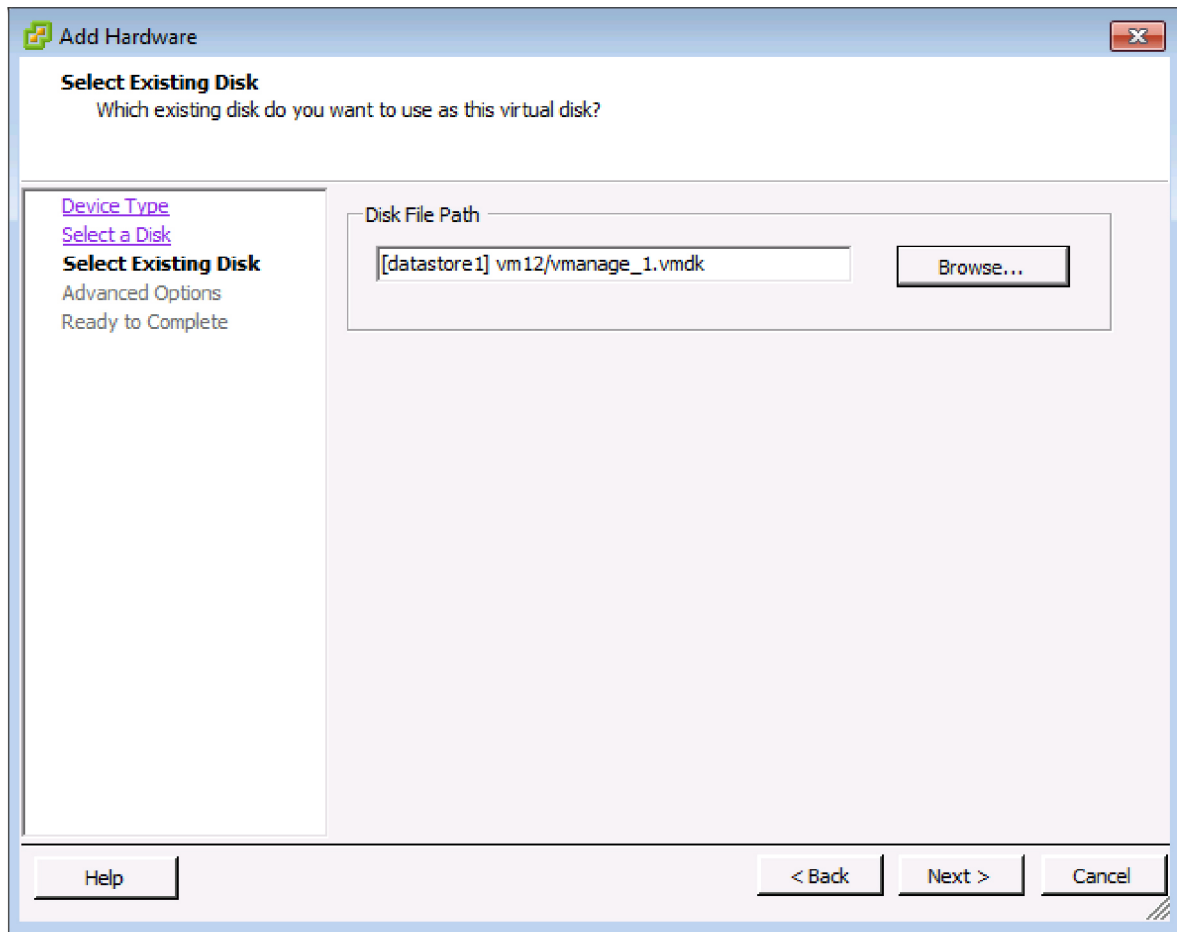 Add Hardware
Select Existing Disk
Which existing disk do you want to use as this virtual disk?
Device Type
Select a Disk
Select Existing Disk
Advanced Options
Ready to Complete
Disk File Path
[datastore1] vm12/vmanage_1.vmdk
Browse...
Help
< Back
Next >
Cancel